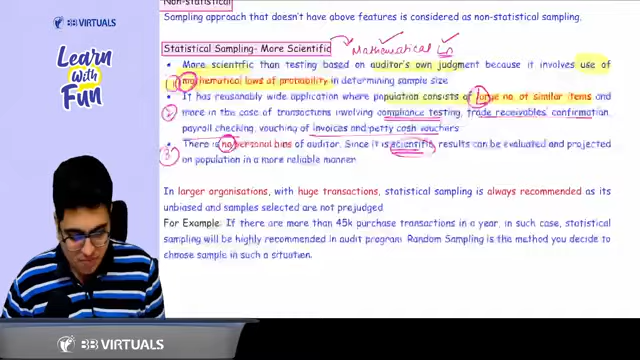 BB VIRTUALS
Non-statistical
Sampling approach that doesn't have above features is considered as non-statistical sampling.
Learn
With
Fun
Statistical Sampling- More Scientific
Mathematical
• More scientific than testing based on auditor's own judgment because it involves use of
1 mathematical laws of probability in determining sample size
• It has reasonably wide application where population consists of large no of similar items and
2 more in the case of transactions involving compliance testing, trade receivables' confirmation,
payroll checking, vouching of invoices and petty cash vouchers
• There is no personal bias of auditor. Since it is scientific, results can be evaluated and projected
3 on population in a more reliable manner
In larger organisations, with huge transactions, statistical sampling is always recommended as its
unbiased and samples selected are not prejudged
For Example: If there are more than 45k purchase transactions in a year, in such case, statistical
sampling will be highly recommended in audit program. Random Sampling is the method you decide to
choose sample in such a situation.
BB VIRTUALS